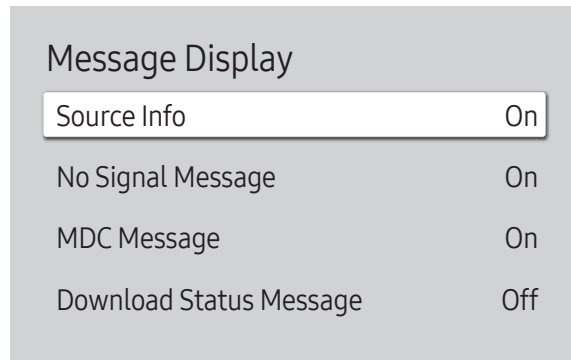 Message Display
Source Info On
No Signal Message On
MDC Message On
Download Status Message Off